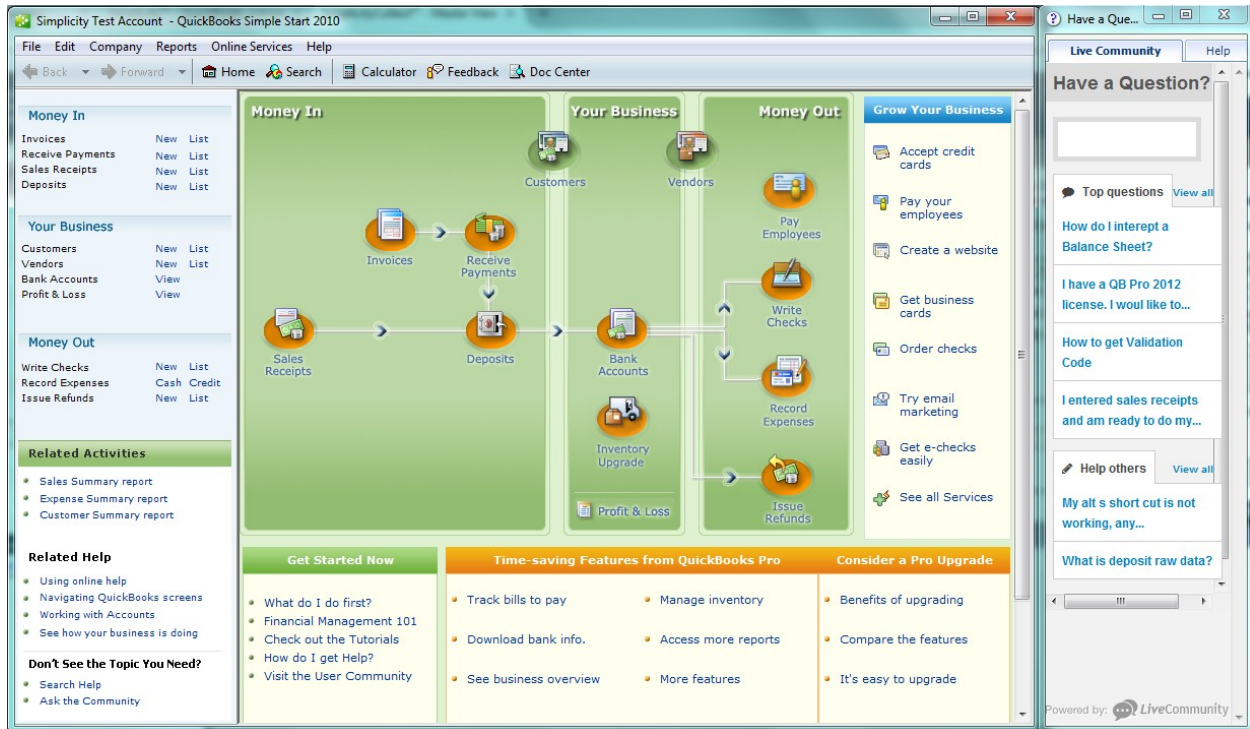 Simplicity Test Account - QuickBooks Simple Start 2010
File Edit Company Reports Online Services Help
Back Forward Home Search Calculator Feedback Doc Center
Money In
Invoices New List
Receive Payments New List
Sales Receipts New List
Deposits New List
Your Business
Customers New List
Vendors New List
Bank Accounts View
Profit & Loss View
Money Out
Write Checks New List
Record Expenses Cash Credit
Issue Refunds New List
Related Activities
Sales Summary report
Expense Summary report
Customer Summary report
Related Help
Using online help
Navigating QuickBooks screens
Working with Accounts
See how your business is doing
Don't See the Topic You Need?
Search Help
Ask the Community
Money In
Invoices
Receive
Payments
Sales
Receipts
Deposits
Customers
Your Business
Vendors
Bank
Accounts
Inventory
Upgrade
Profit & Loss
Money Out
Pay
Employees
Write
Checks
Record
Expenses
Issue
Refunds
Grow Your Business
Accept credit
cards
Pay your
employees
Create a website
Get business
cards
Order checks
Try email
marketing
Get e-checks
easily
See all Services
Get Started Now
What do I do first?
Financial Management 101
Check out the Tutorials
How do I get Help?
Visit the User Community
Time-saving Features from QuickBooks Pro
Track bills to pay
Download bank info.
See business overview
Manage inventory
Access more reports
More features
Consider a Pro Upgrade
Benefits of upgrading
Compare the features
It's easy to upgrade
Have a Que...
Live Community Help
Have a Question?
Top questions View all
How do I interept a
Balance Sheet?
I have a QB Pro 2012
license. I woul like to...
How to get Validation
Code
I entered sales receipts
and am ready to do my...
Help others View all
My alt s short cut is not
working, any...
What is deposit raw data?
Powered by: LiveCommunity